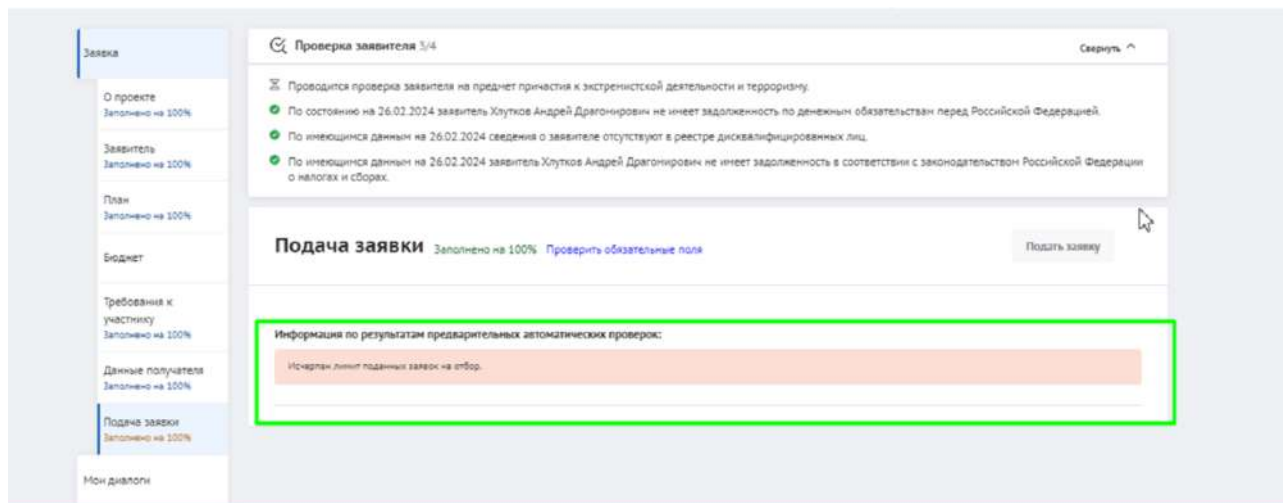 Заявка
О проекте
Заполнено на 100%
Заявитель
Заполнено на 100%
План
Заполнено на 100%
Бюджет
Требования к
участнику
Заполнено на 100%
Данные получателя
Заполнено на 100%
Подача заявки
Заполнено на 100%
Мои диалоги
Проверка заявителя 3/4
Свернуть
Проводится проверка заявителя на предмет причастия к экстремистской деятельности и терроризму.
По состоянию на 26.02.2024 заявитель Хлутков Андрей Драгомирович не имеет задолженность по денежным обязательствам перед Российской Федерацией.
По имеющимся данным на 26.02.2024 сведения о заявителе отсутствуют в реестре дисквалифицированных лиц.
По имеющимся данным на 26.02.2024 заявитель Хлутков Андрей Драгомирович не имеет задолженность в соответствии с законодательством Российской Федерации
о налогах и сборах.
Подача заявки Заполнено на 100% Проверить обязательные поля
Подать заявку
Информация по результатам предварительных автоматических проверок:
Исчерпан лимит поданных заявок на отбор.